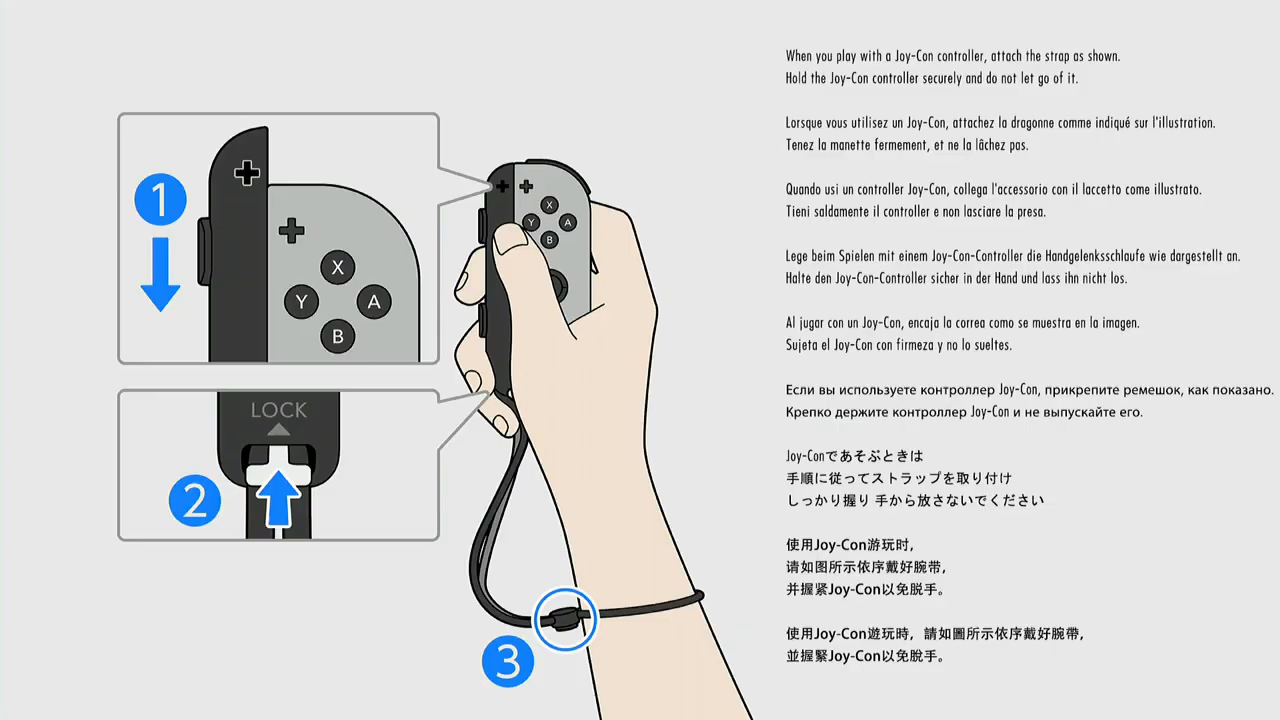 1
X
Y
A
B
LOCK
2
X
Y
A
B
3
When you play with a Joy-Con controller, attach the strap as shown.
Hold the Joy-Con controller securely and do not let go of it.
Lorsque vous utilisez un Joy-Con, attachez la dragonne comme indiqué sur l'illustration.
Tenez la manette fermement, et ne la lâchez pas.
Quando usi un controller Joy-Con, collega l'accessorio con il laccetto come illustrato.
Tieni saldamente il controller e non lasciare la presa.
Lege beim Spielen mit einem Joy-Con-Controller die Handgelenksschlaufe wie dargestellt an.
Halte den Joy-Con-Controller sicher in der Hand und lass ihn nicht los.
Al jugar con un Joy-Con, encaja la correa como se muestra en la imagen.
Sujeta el Joy-Con con firmeza y no lo sueltes.
Если вы используете контроллер Joy-Con, прикрепите ремешок, как показано.
Крепко держите контроллер Joy-Con и не выпускайте его.
Joy-Conであそぶときは
手順に従ってストラップを取り付け
しっかり握り 手から放さないでください
使用Joy-Con游玩时，
请如图所示依序戴好腕带，
并握紧Joy-Con以免脱手。
使用Joy-Con遊玩時，請如圖所示依序戴好腕帶，
並握緊Joy-Con以免脫手。